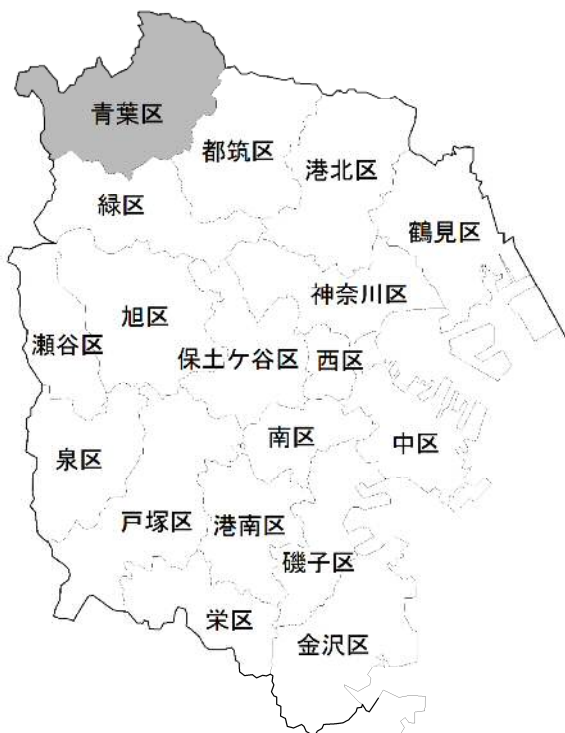 青葉区
都筑区
港北区
緑区
鶴見区
神奈川区
旭区
瀬谷区
保土ケ谷区
西区
南区
中区
泉区
戸塚区
港南区
磯子区
栄区
金沢区